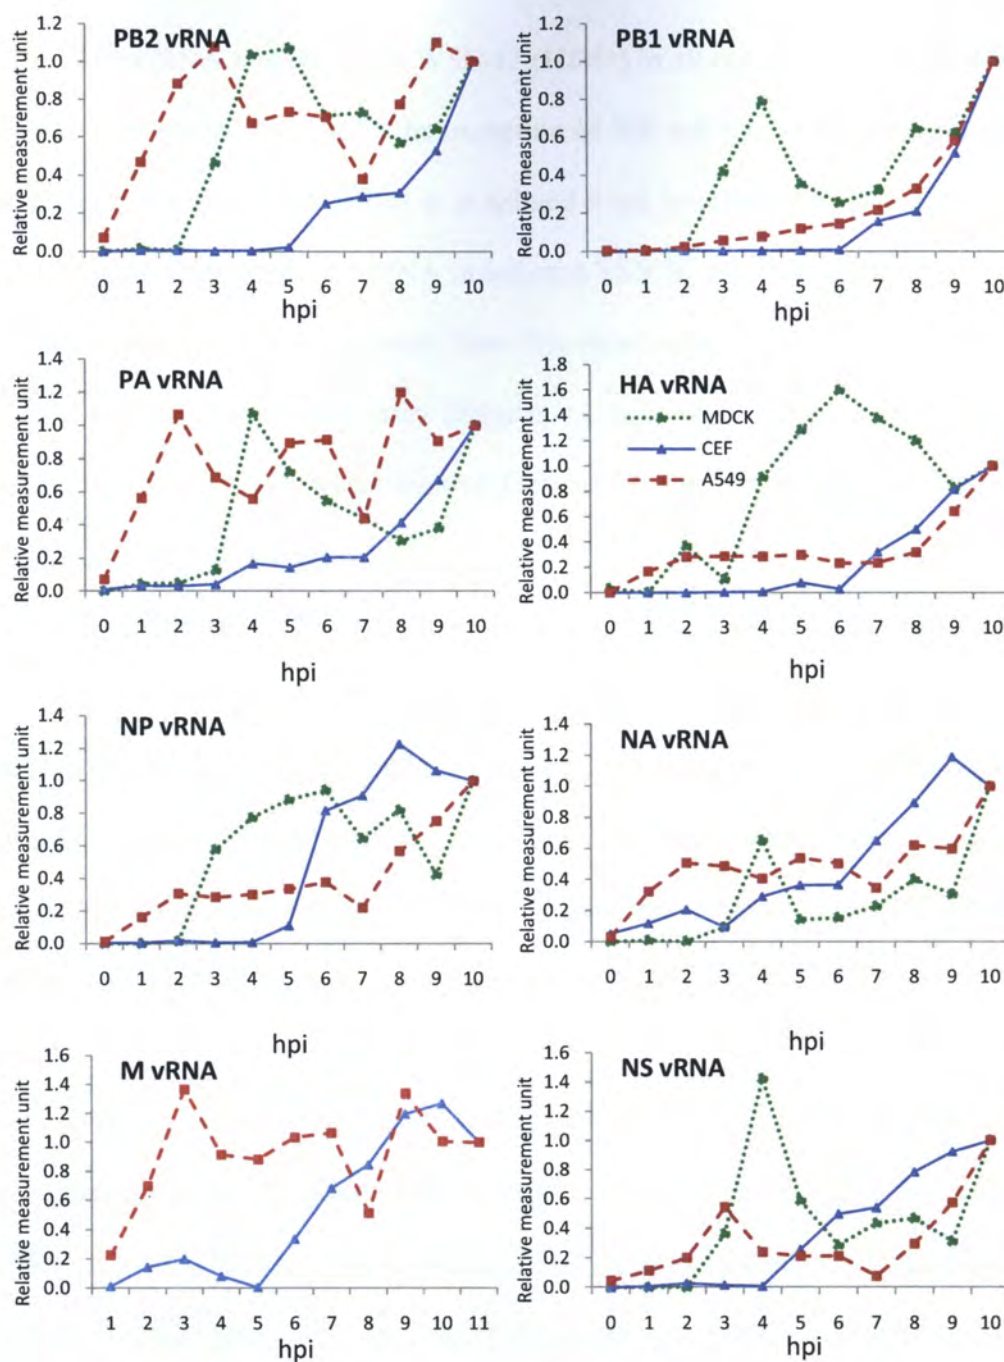 PB2 vRNA
Relative measurement unit
1.2
1.0
0.8
0.6
0.4
0.2
0.0
0 1 2 3 4 5 6 7 8 9 10
hpi
PB1 vRNA
Relative measurement unit
1.2
1.0
0.8
0.6
0.4
0.2
0.0
0 1 2 3 4 5 6 7 8 9 10
hpi
PA vRNA
Relative measurement unit
1.4
1.2
1.0
0.8
0.6
0.4
0.2
0.0
0 1 2 3 4 5 6 7 8 9 10
hpi
HA vRNA
MDCK
CEF
A549
Relative measurement unit
1.8
1.6
1.4
1.2
1.0
0.8
0.6
0.4
0.2
0.0
0 1 2 3 4 5 6 7 8 9 10
hpi
NP vRNA
Relative measurement unit
1.4
1.2
1.0
0.8
0.6
0.4
0.2
0.0
0 1 2 3 4 5 6 7 8 9 10
hpi
NA vRNA
Relative measurement unit
1.4
1.2
1.0
0.8
0.6
0.4
0.2
0.0
0 1 2 3 4 5 6 7 8 9 10
hpi
M vRNA
Relative measurement unit
1.6
1.4
1.2
1.0
0.8
0.6
0.4
0.2
0.0
1 2 3 4 5 6 7 8 9 10 11
hpi
NS vRNA
Relative measurement unit
1.6
1.4
1.2
1.0
0.8
0.6
0.4
0.2
0.0
0 1 2 3 4 5 6 7 8 9 10
hpi